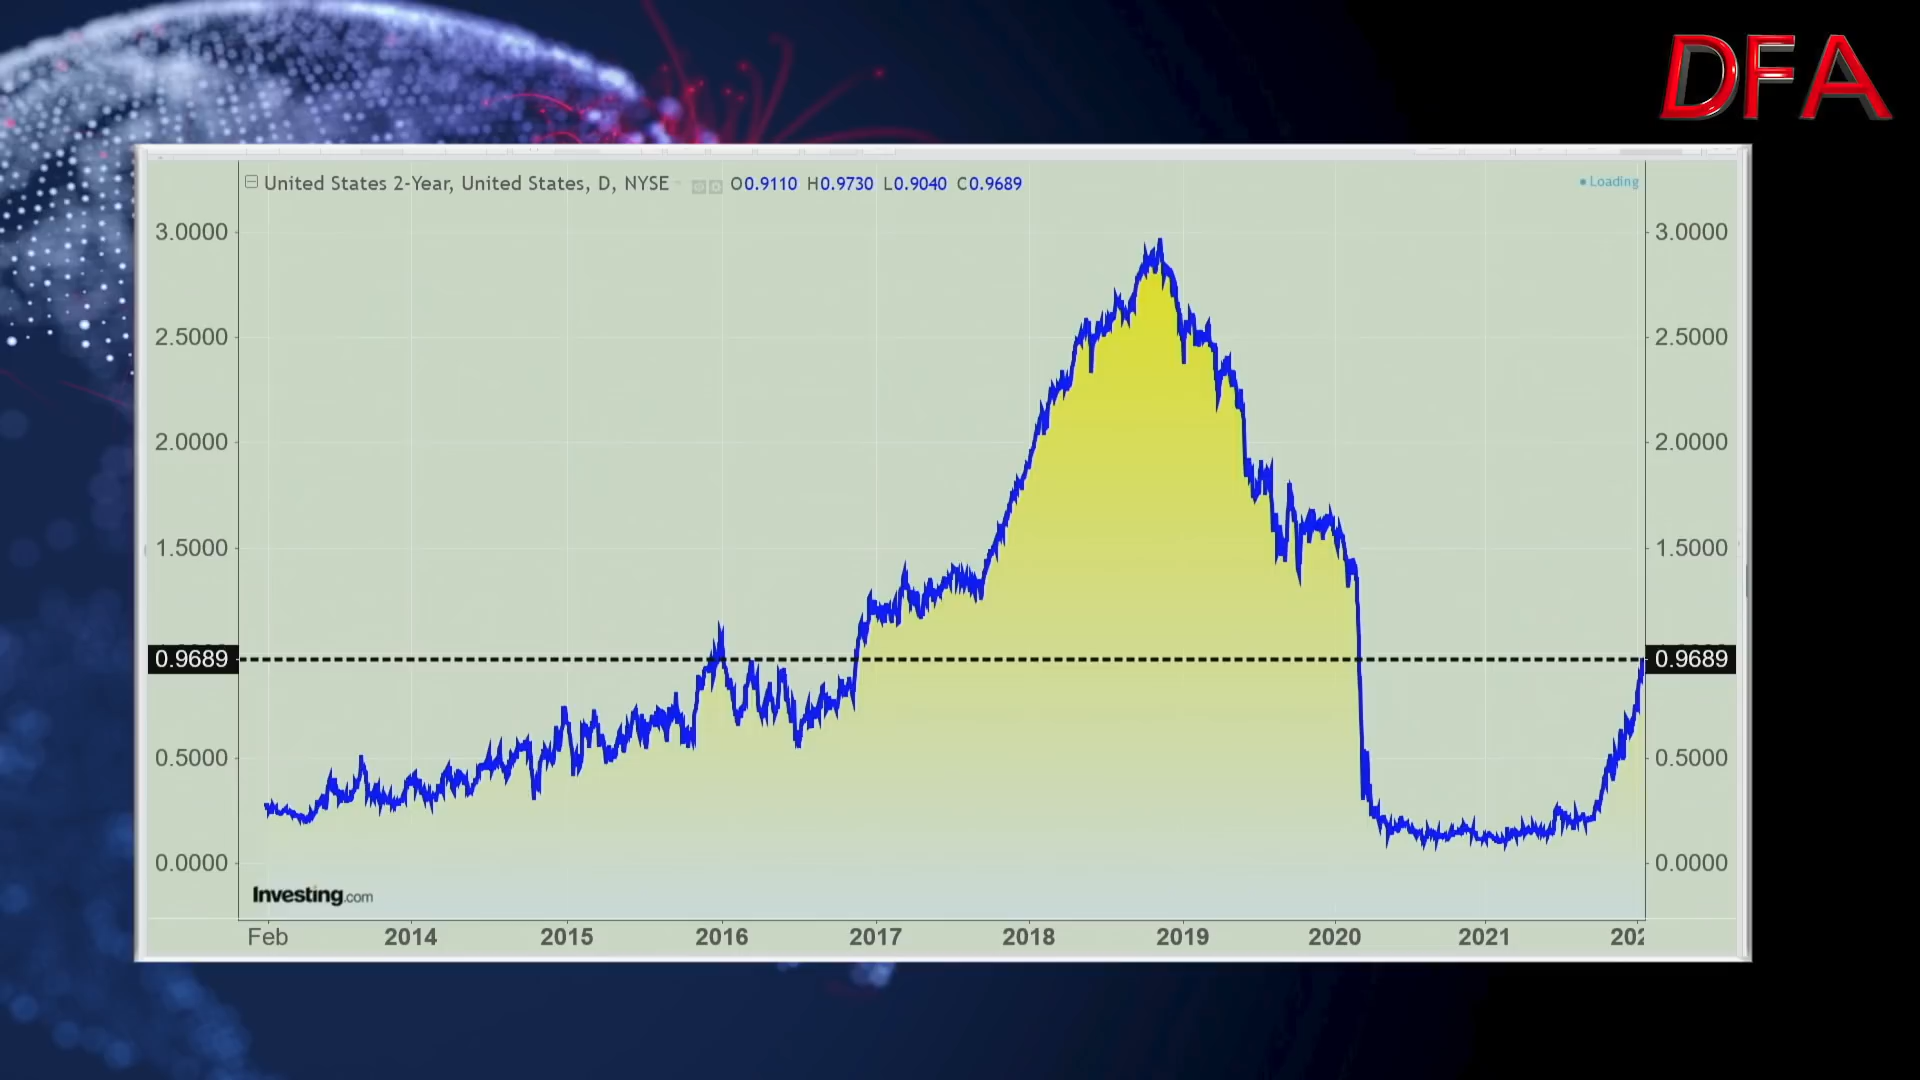 DFA
United States 2-Year, United States, D, NYSE O0.9110 H0.9730 L0.9040 C0.9689
Loading
3.0000 3.0000
2.5000 2.5000
2.0000 2.0000
1.5000 1.5000
0.9689 0.9689
0.5000 0.5000
0.0000 0.0000
Investing.com
Feb 2014 2015 2016 2017 2018 2019 2020 2021 202